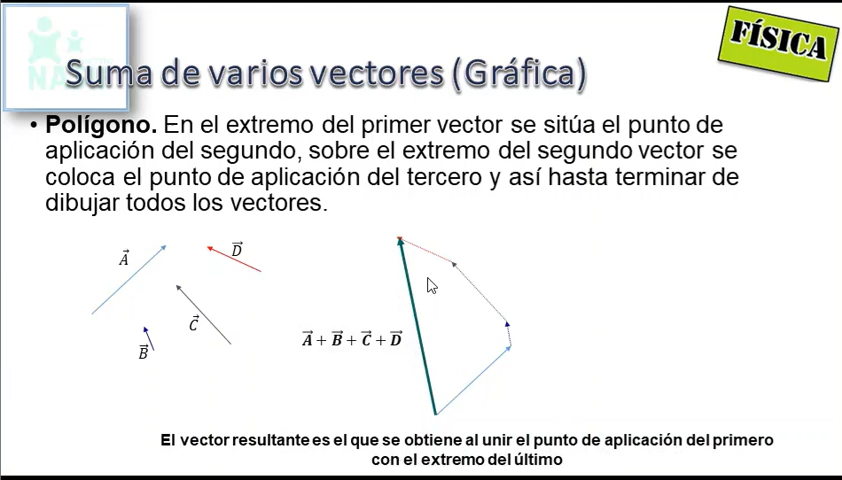 FÍSICA
Suma de varios vectores (Gráfica)
• Polígono. En el extremo del primer vector se sitúa el punto de
aplicación del segundo, sobre el extremo del segundo vector se
coloca el punto de aplicación del tercero y así hasta terminar de
dibujar todos los vectores.
A⃗
D⃗
C⃗
B⃗
A⃗ + B⃗ + C⃗ + D⃗
El vector resultante es el que se obtiene al unir el punto de aplicación del primero
con el extremo del último